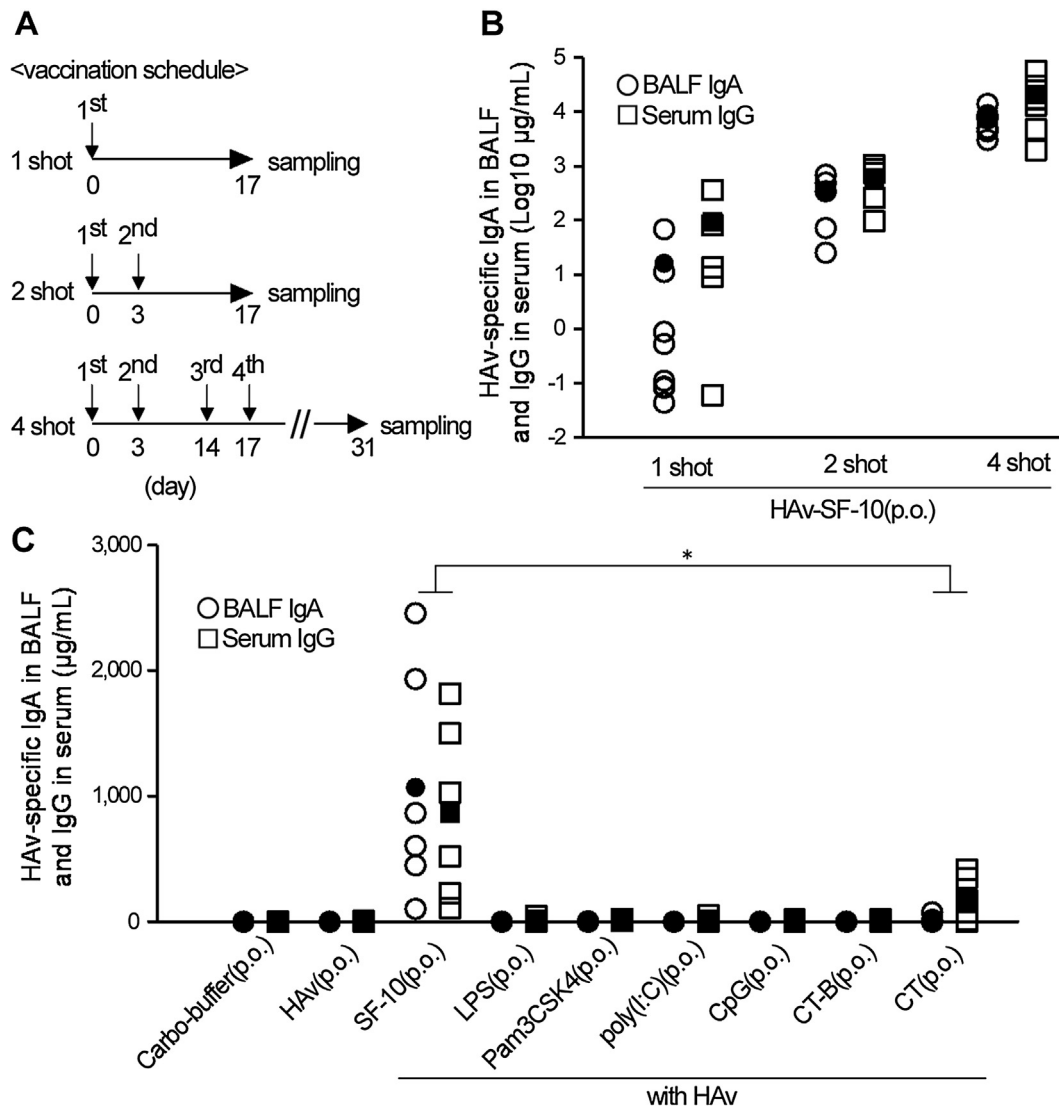 A
<vaccination schedule>
1st
1 shot
sampling
0 17
1st 2nd
2 shot
sampling
0 3 17
1st 2nd 3rd 4th
4 shot
sampling
0 3 14 17 31
(day)
B
HAv-specific IgA in BALF
and IgG in serum (Log10 µg/mL)
5
4
3
2
1
0
-1
-2
BALF IgA
Serum IgG
1 shot 2 shot 4 shot
HAv-SF-10(p.o.)
C
HAv-specific IgA in BALF
and IgG in serum (µg/mL)
3,000
2,000
1,000
0
BALF IgA
Serum IgG
*
Carbo-buffer(p.o.)
HAv(p.o.)
SF-10(p.o.)
LPS(p.o.)
Pam3CSK4(p.o.)
poly(I:C)(p.o.)
CpG(p.o.)
CT-B(p.o.)
CT(p.o.)
with HAv